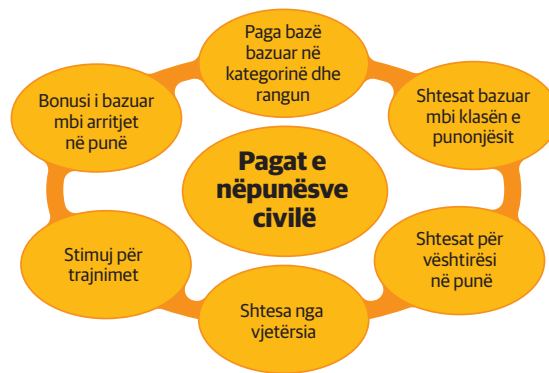 Paga bazë
bazuar në
kategorinë dhe
rangun
Bonusi i bazuar
mbi arritjet
në punë
Shtesat bazuar
mbi klasën e
punonjësit
Pagat e
nëpunësve
civilë
Stimuj për
trajnimet
Shtesat për
vështirësi
në punë
Shtesa nga
vjetërsia